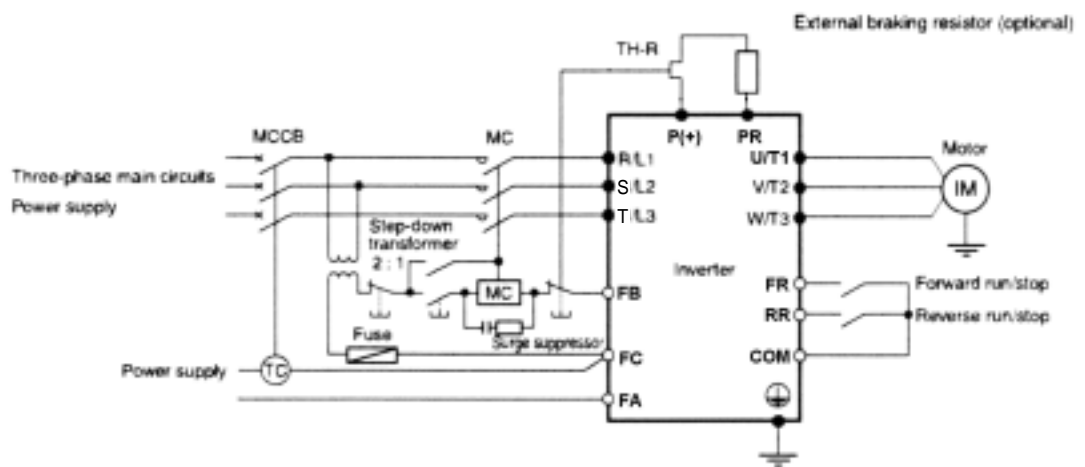 External braking resistor (optional)
TH-R
MCCB
MC
P(+)
PR
R/L1
U/T1
Motor
Three-phase main circuits
S/L2
V/T2
IM
Power supply
T/L3
W/T3
Step-down
transformer
2 : 1
Inverter
MC
FB
FR
Forward run/stop
RR
Reverse run/stop
Fuse
Surge suppressor
FC
COM
Power supply
TC
FA